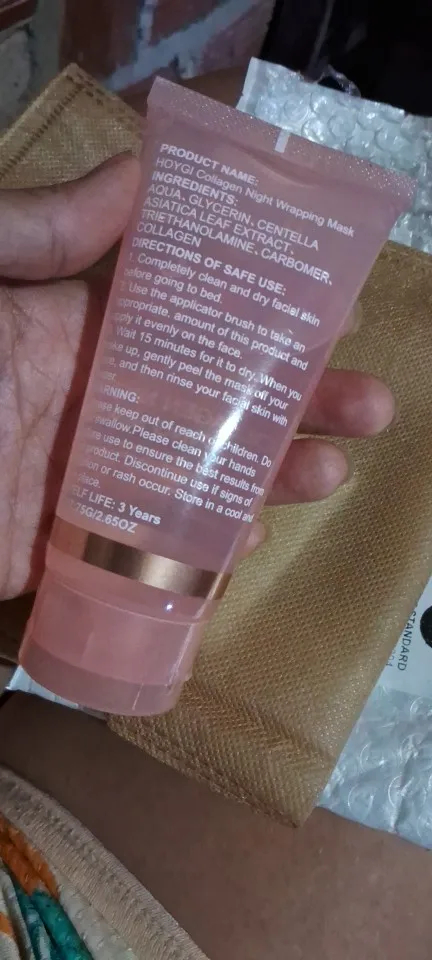 PRODUCT NAME:
HOYGI Collagen Night Wrapping Mask
INGREDIENTS:
AQUA, GLYCERIN, CENTELLA
ASIATICA LEAF EXTRACT,
TRIETHANOLAMINE, CARBOMER,
COLLAGEN
DIRECTIONS OF SAFE USE:
1. Completely clean and dry facial skin
before going to bed.
2. Use the applicator brush to take an
appropriate. amount of this product and
it evenly on the face.
Wait 15 minutes for it to dry. When you
up, gently peel the mask off your
and then rinse your facial skin with
WARNING:
keep out of reach of children. Do
swallow.Please clean your hands
use to ensure the best results from
product. Discontinue use if signs of
or rash occur. Store in a cool and
place.
LIFE: 3 Years
75G/2.65OZ
STANDARD